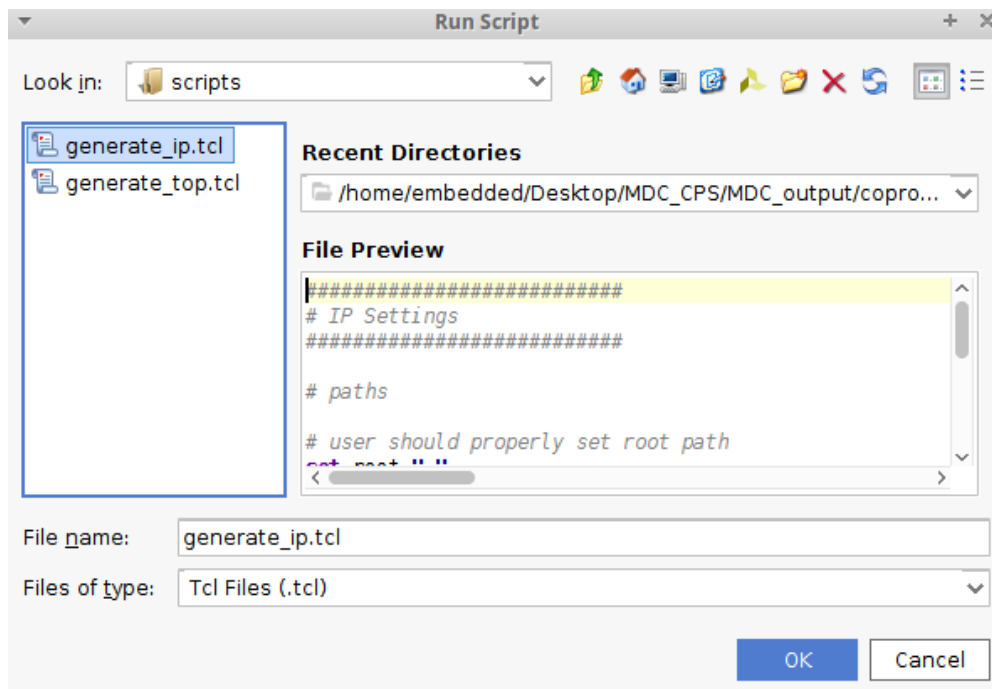 Run Script
Look in: scripts
generate_ip.tcl
generate_top.tcl
Recent Directories
/home/embedded/Desktop/MDC_CPS/MDC_output/copro...
File Preview
###########################
# IP Settings
###########################
# paths
# user should properly set root path
set root "."
File name: generate_ip.tcl
Files of type: Tcl Files (.tcl)
OK Cancel